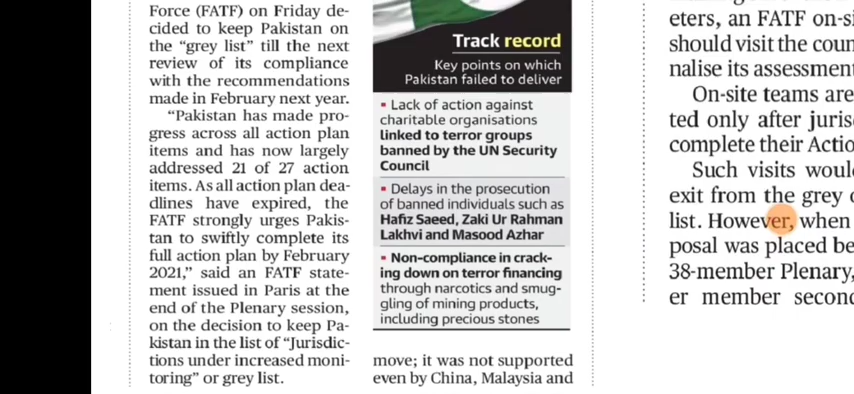 Force (FATF) on Friday de-
cided to keep Pakistan on
the “grey list” till the next
review of its compliance
with the recommendations
made in February next year.
“Pakistan has made pro-
gress across all action plan
items and has now largely
addressed 21 of 27 action
items. As all action plan dea-
dlines have expired, the
FATF strongly urges Pakis-
tan to swiftly complete its
full action plan by February
2021,” said an FATF state-
ment issued in Paris at the
end of the Plenary session,
on the decision to keep Pa-
kistan in the list of “Jurisdic-
tions under increased moni-
toring” or grey list.
Track record
Key points on which
Pakistan failed to deliver
▪ Lack of action against
charitable organisations
linked to terror groups
banned by the UN Security
Council
▪ Delays in the prosecution
of banned individuals such as
Hafiz Saeed, Zaki Ur Rahman
Lakhvi and Masood Azhar
▪ Non-compliance in crack-
ing down on terror financing
through narcotics and smug-
gling of mining products,
including precious stones
move; it was not supported
even by China, Malaysia and
eters, an FATF on-si
should visit the coun
nalise its assessment
On-site teams are
ted only after juris
complete their Actio
Such visits woul
exit from the grey o
list. However, when
posal was placed be
38-member Plenary,
er member second